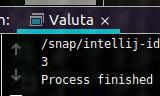 n: Valuta ×
/snap/intellij-id
3
Process finished